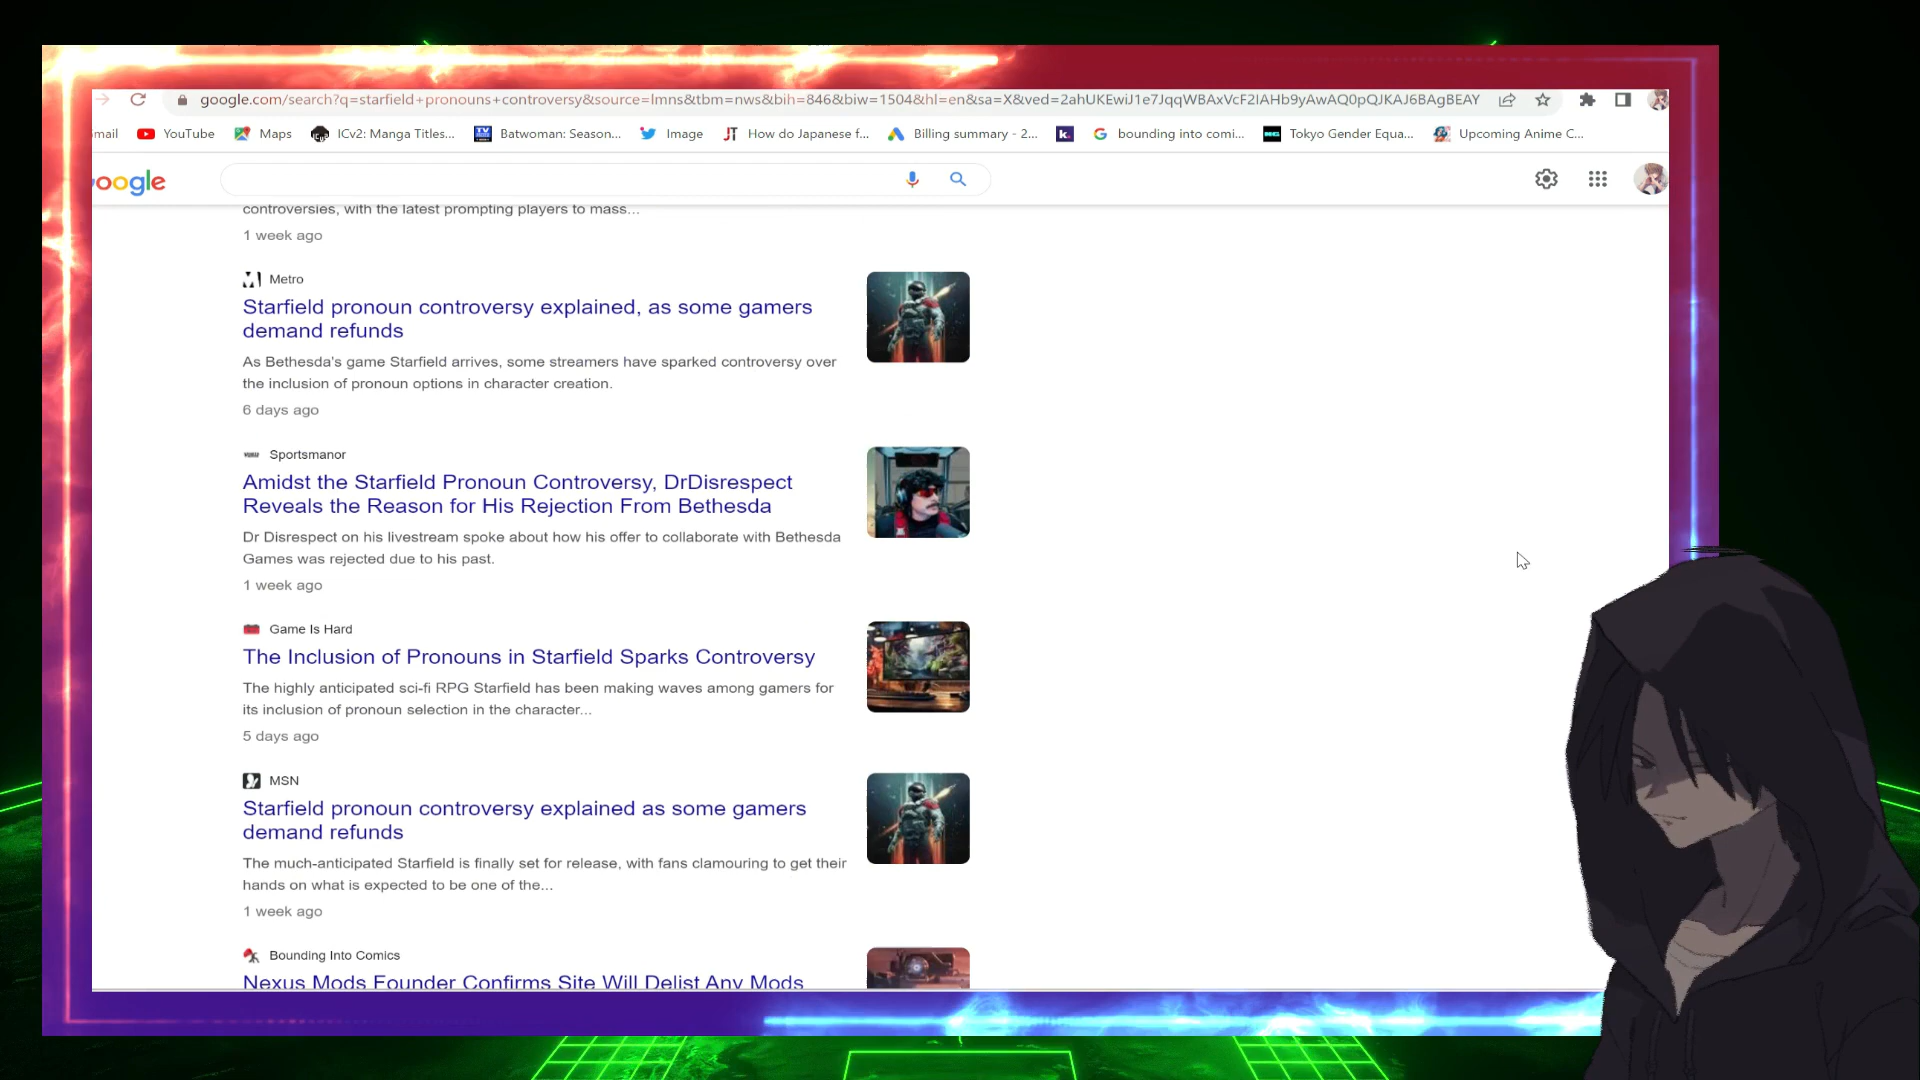 google.com/search?q=starfield+pronouns+controversy&source=lmns&tbm=nws&bih=846&biw=1504&hl=en&sa=X&ved=2ahUKEwiJ1e7JqqWBAxVcF2IAHb9yAwAQ0pQJKAJ6BAgBEAY
mail YouTube Maps ICv2: Manga Titles... Batwoman: Season... Image How do Japanese f... Billing summary - 2... k. bounding into comi... Tokyo Gender Equa... Upcoming Anime C...
oogle
controversies, with the latest prompting players to mass...
1 week ago
Metro
Starfield pronoun controversy explained, as some gamers
demand refunds
As Bethesda's game Starfield arrives, some streamers have sparked controversy over
the inclusion of pronoun options in character creation.
6 days ago
Sportsmanor
Amidst the Starfield Pronoun Controversy, DrDisrespect
Reveals the Reason for His Rejection From Bethesda
Dr Disrespect on his livestream spoke about how his offer to collaborate with Bethesda
Games was rejected due to his past.
1 week ago
Game Is Hard
The Inclusion of Pronouns in Starfield Sparks Controversy
The highly anticipated sci-fi RPG Starfield has been making waves among gamers for
its inclusion of pronoun selection in the character...
5 days ago
MSN
Starfield pronoun controversy explained as some gamers
demand refunds
The much-anticipated Starfield is finally set for release, with fans clamouring to get their
hands on what is expected to be one of the...
1 week ago
Bounding Into Comics
Nexus Mods Founder Confirms Site Will Delist Any Mods